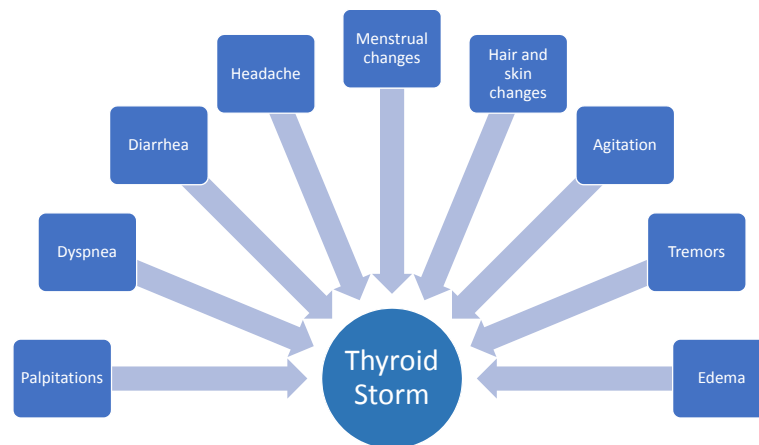 Menstrual
changes
Hair and
skin
changes
Headache
Diarrhea
Agitation
Dyspnea
Tremors
Palpitations
Thyroid
Storm
Edema